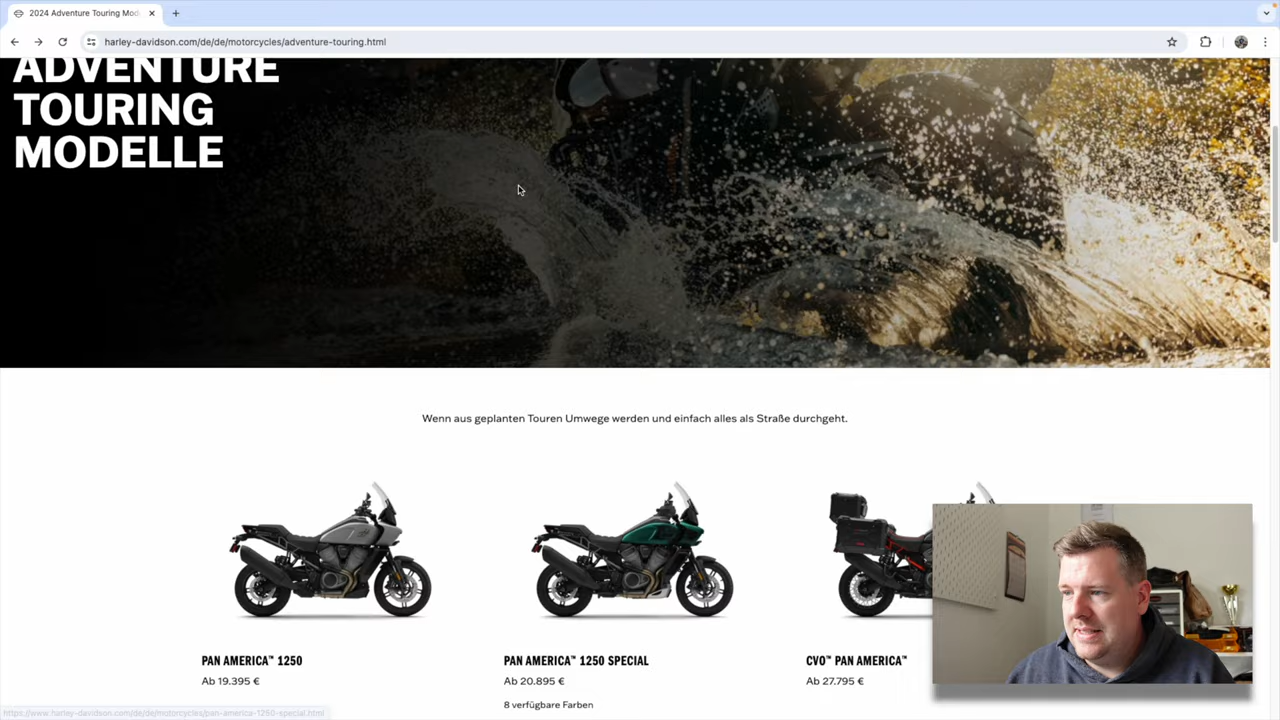 2024 Adventure Touring Mod
harley-davidson.com/de/de/motorcycles/adventure-touring.html
ADVENTURE
TOURING
MODELLE
Wenn aus geplanten Touren Umwege werden und einfach alles als Straße durchgeht.
PAN AMERICA™ 1250
Ab 19.395 €
PAN AMERICA™ 1250 SPECIAL
Ab 20.895 €
8 verfügbare Farben
CVO™ PAN AMERICA™
Ab 27.795 €
https://www.harley-davidson.com/de/de/motorcycles/pan-america-1250-special.html